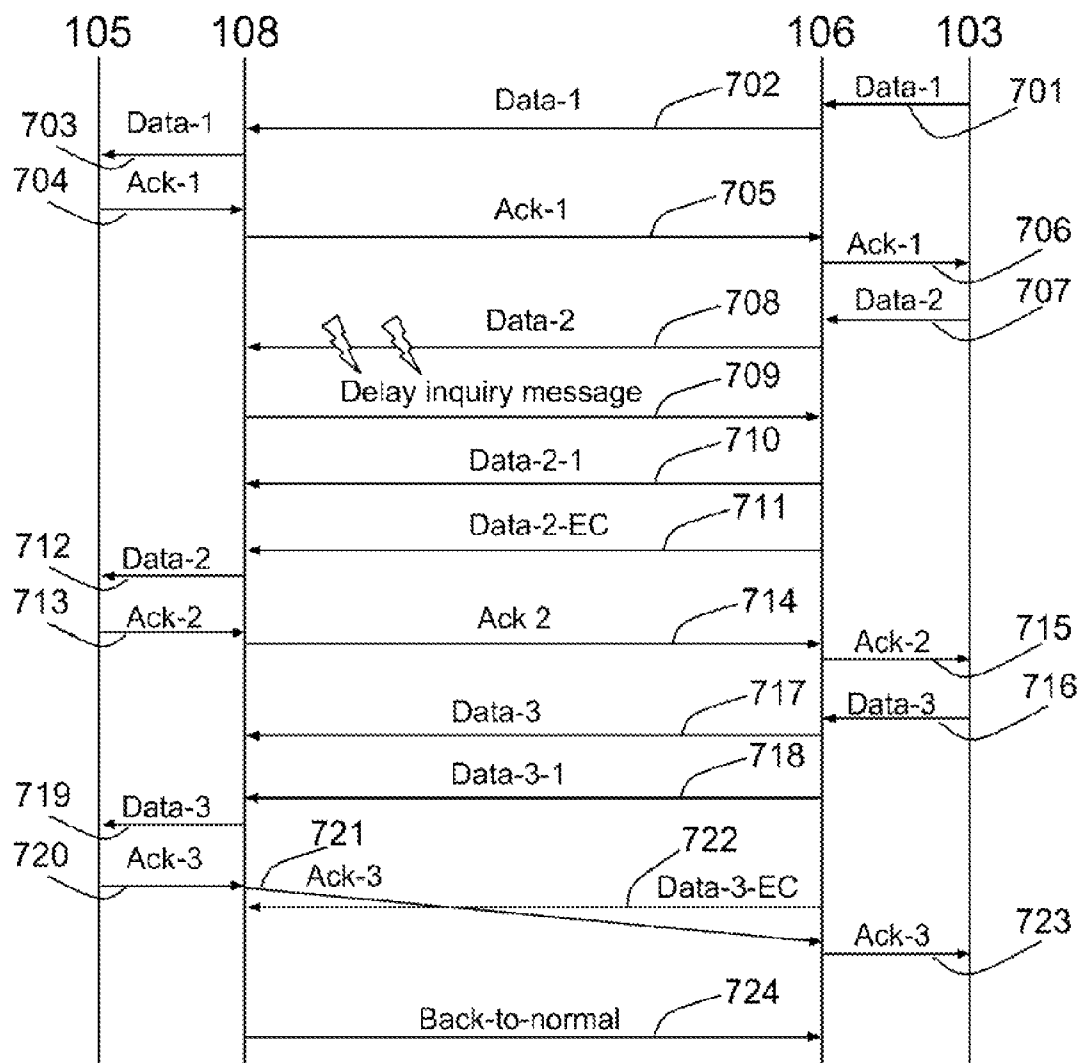 105 108 106 103
702 Data-1 701
Data-1
703 Data-1
704 Ack-1
705
Ack-1 706
Ack-1
708 Data-2 707
Data-2
709
Delay inquiry message
710
Data-2-1
711
Data-2-EC
712 Data-2
713 Ack-2 Ack 2 714 715
Ack-2
717 716
Data-3 Data-3
718
Data-3-1
719 Data-3
720 Ack-3 721 722
Ack-3 Data-3-EC
Ack-3 723
724
Back-to-normal